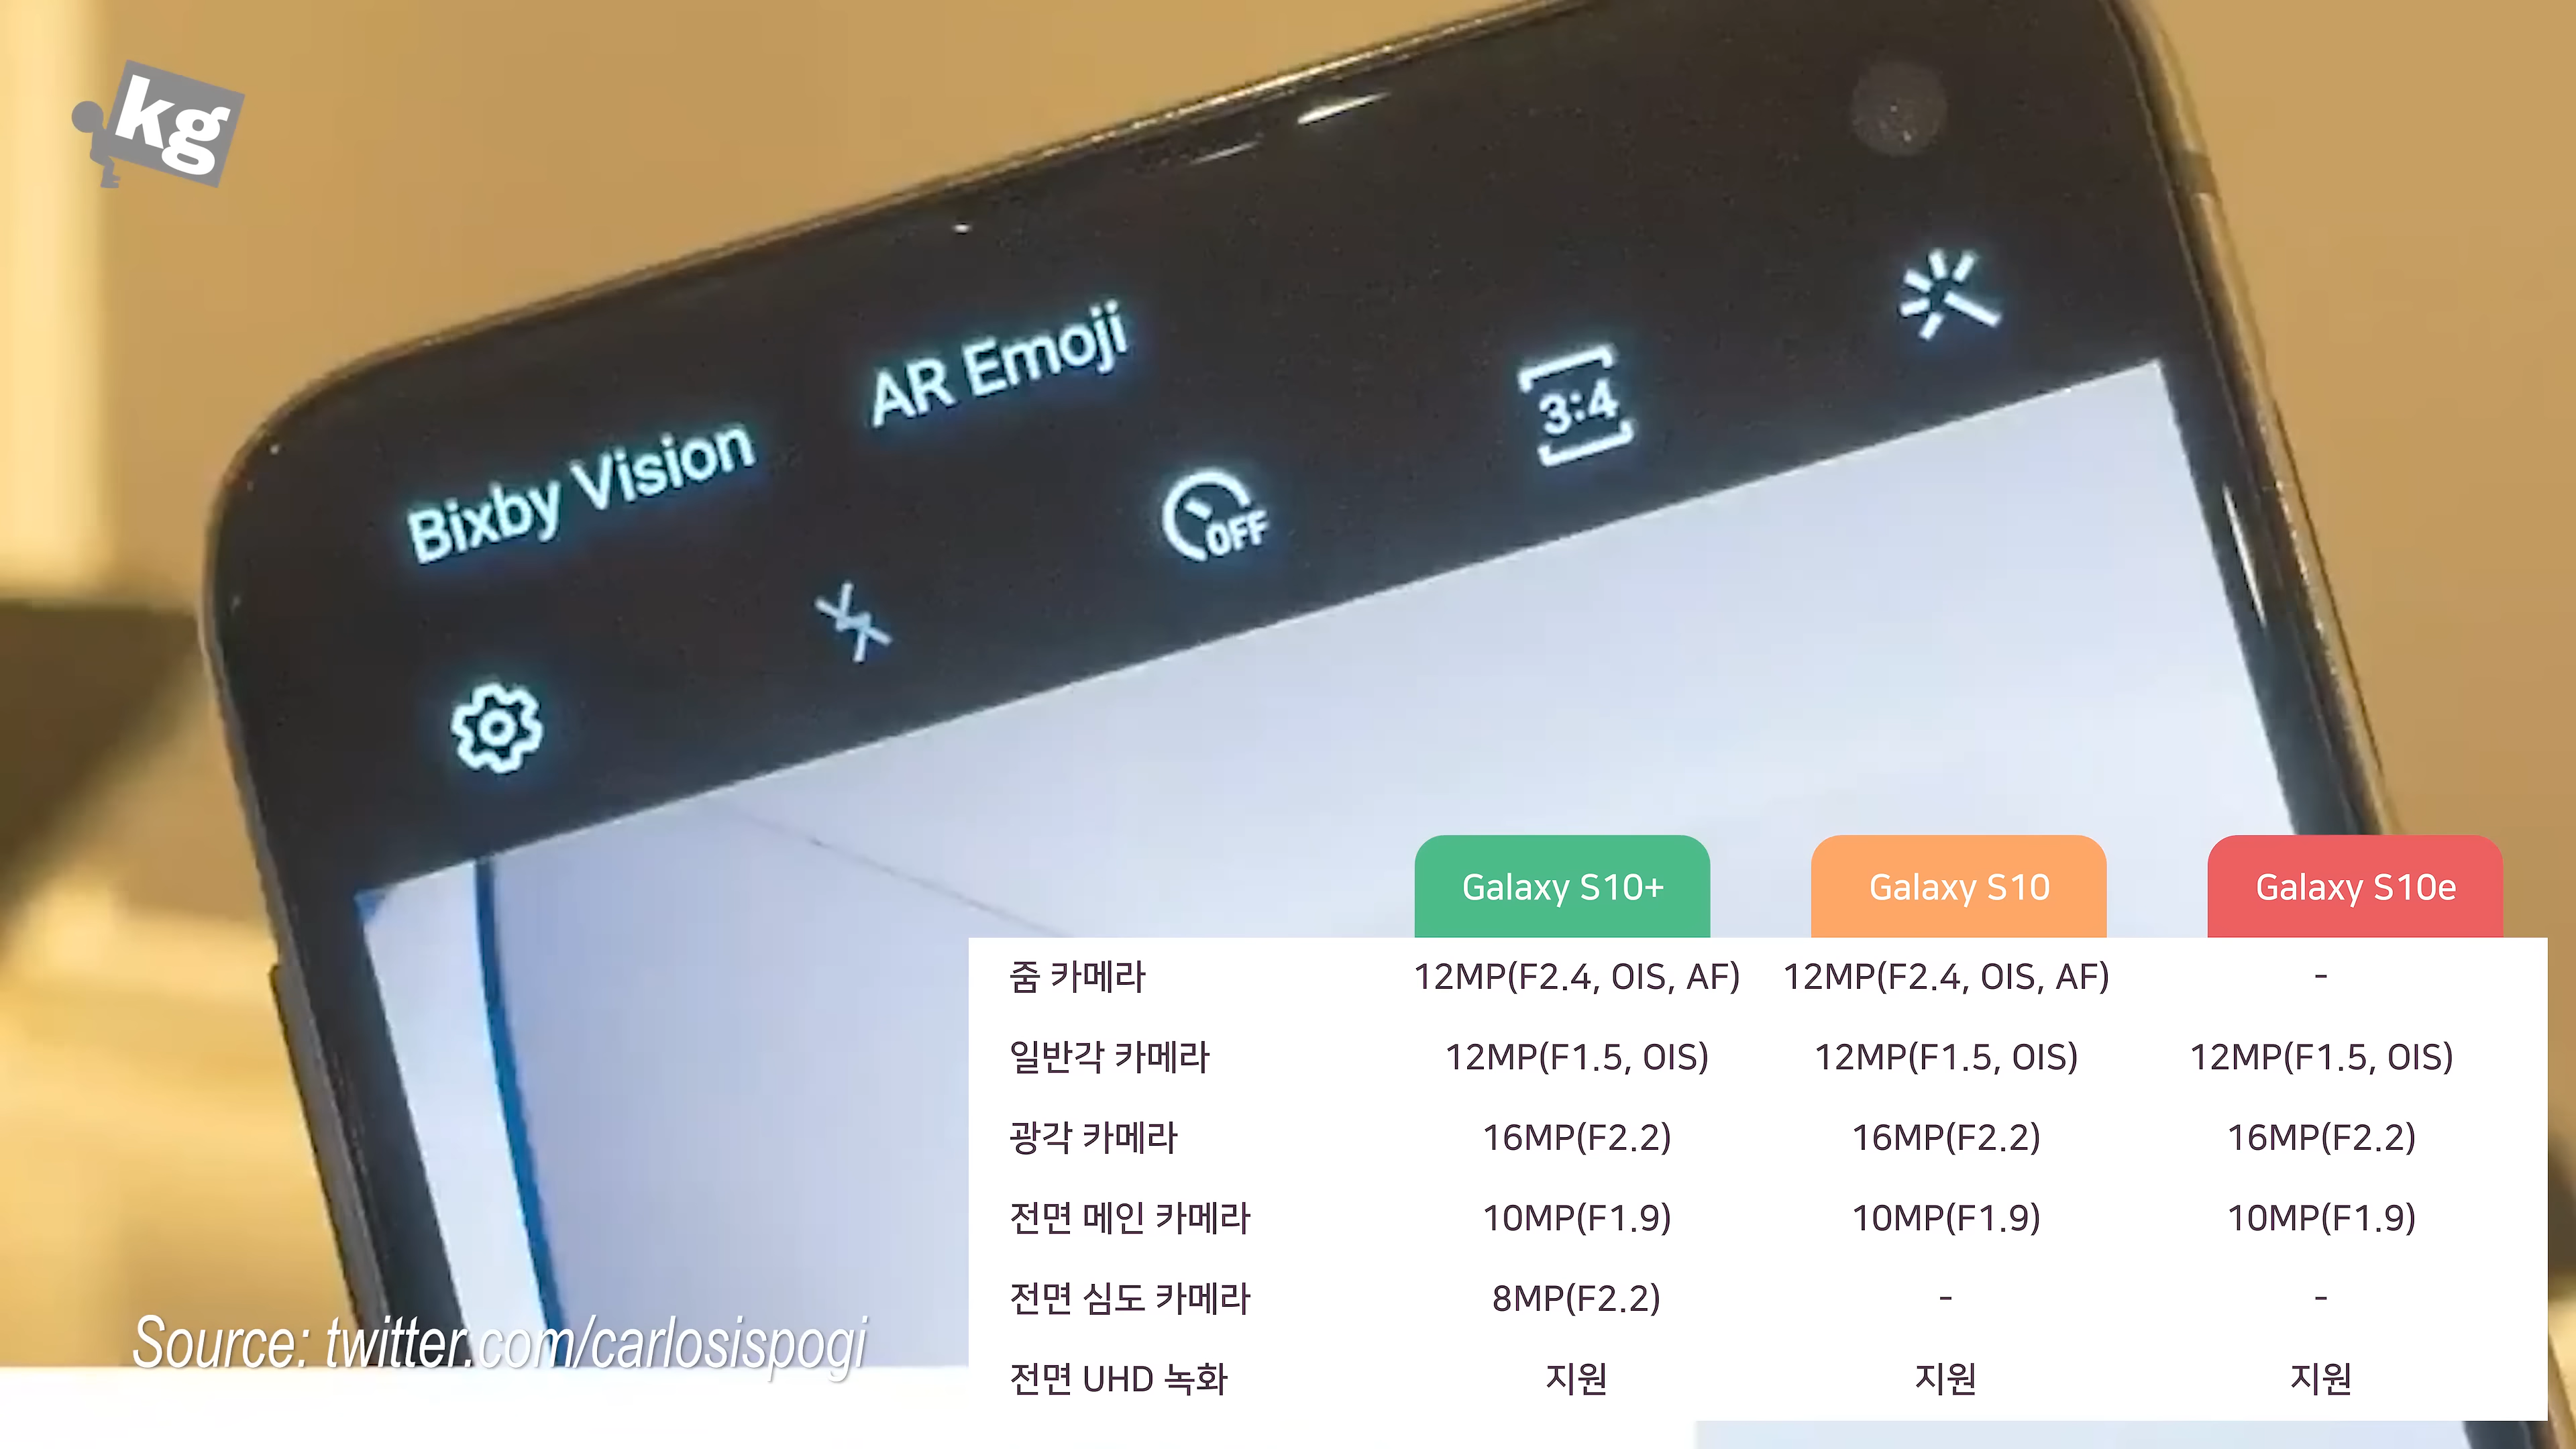 kg
AR Emoji
Bixby Vision
3:4
OFF
Galaxy S10+ Galaxy S10 Galaxy S10e
줌 카메라 12MP(F2.4, OIS, AF) 12MP(F2.4, OIS, AF) -
일반각 카메라 12MP(F1.5, OIS) 12MP(F1.5, OIS) 12MP(F1.5, OIS)
광각 카메라 16MP(F2.2) 16MP(F2.2) 16MP(F2.2)
전면 메인 카메라 10MP(F1.9) 10MP(F1.9) 10MP(F1.9)
전면 심도 카메라 8MP(F2.2) - -
전면 UHD 녹화 지원 지원 지원
Source: twitter.com/carlosispogi